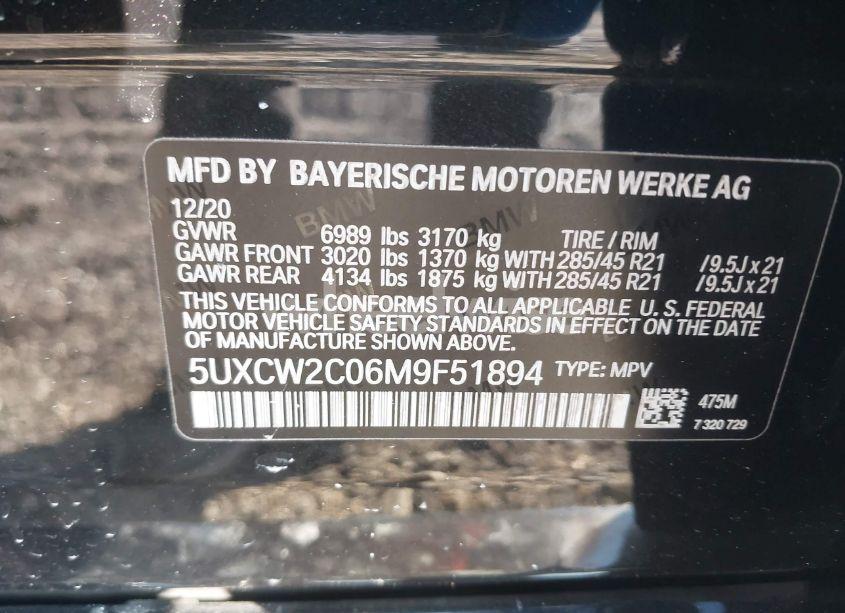 MFD BY BAYERISCHE MOTOREN WERKE AG
12/20
GVWR 6989 lbs 3170 kg TIRE / RIM
GAWR FRONT 3020 lbs 1370 kg WITH 285/45 R21 /9.5J x 21
GAWR REAR 4134 lbs 1875 kg WITH 285/45 R21 /9.5J x 21
THIS VEHICLE CONFORMS TO ALL APPLICABLE U. S. FEDERAL
MOTOR VEHICLE SAFETY STANDARDS IN EFFECT ON THE DATE
OF MANUFACTURE SHOWN ABOVE.
5UXCW2C06M9F51894 TYPE: MPV
475M
7 320 729
BMW
BMW